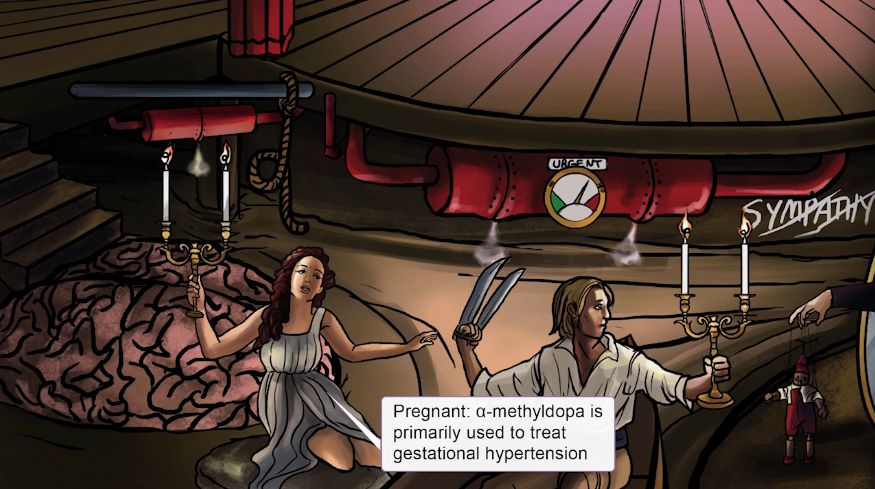 URGENT
SYMPATHY
Pregnant: α-methyldopa is
primarily used to treat
gestational hypertension